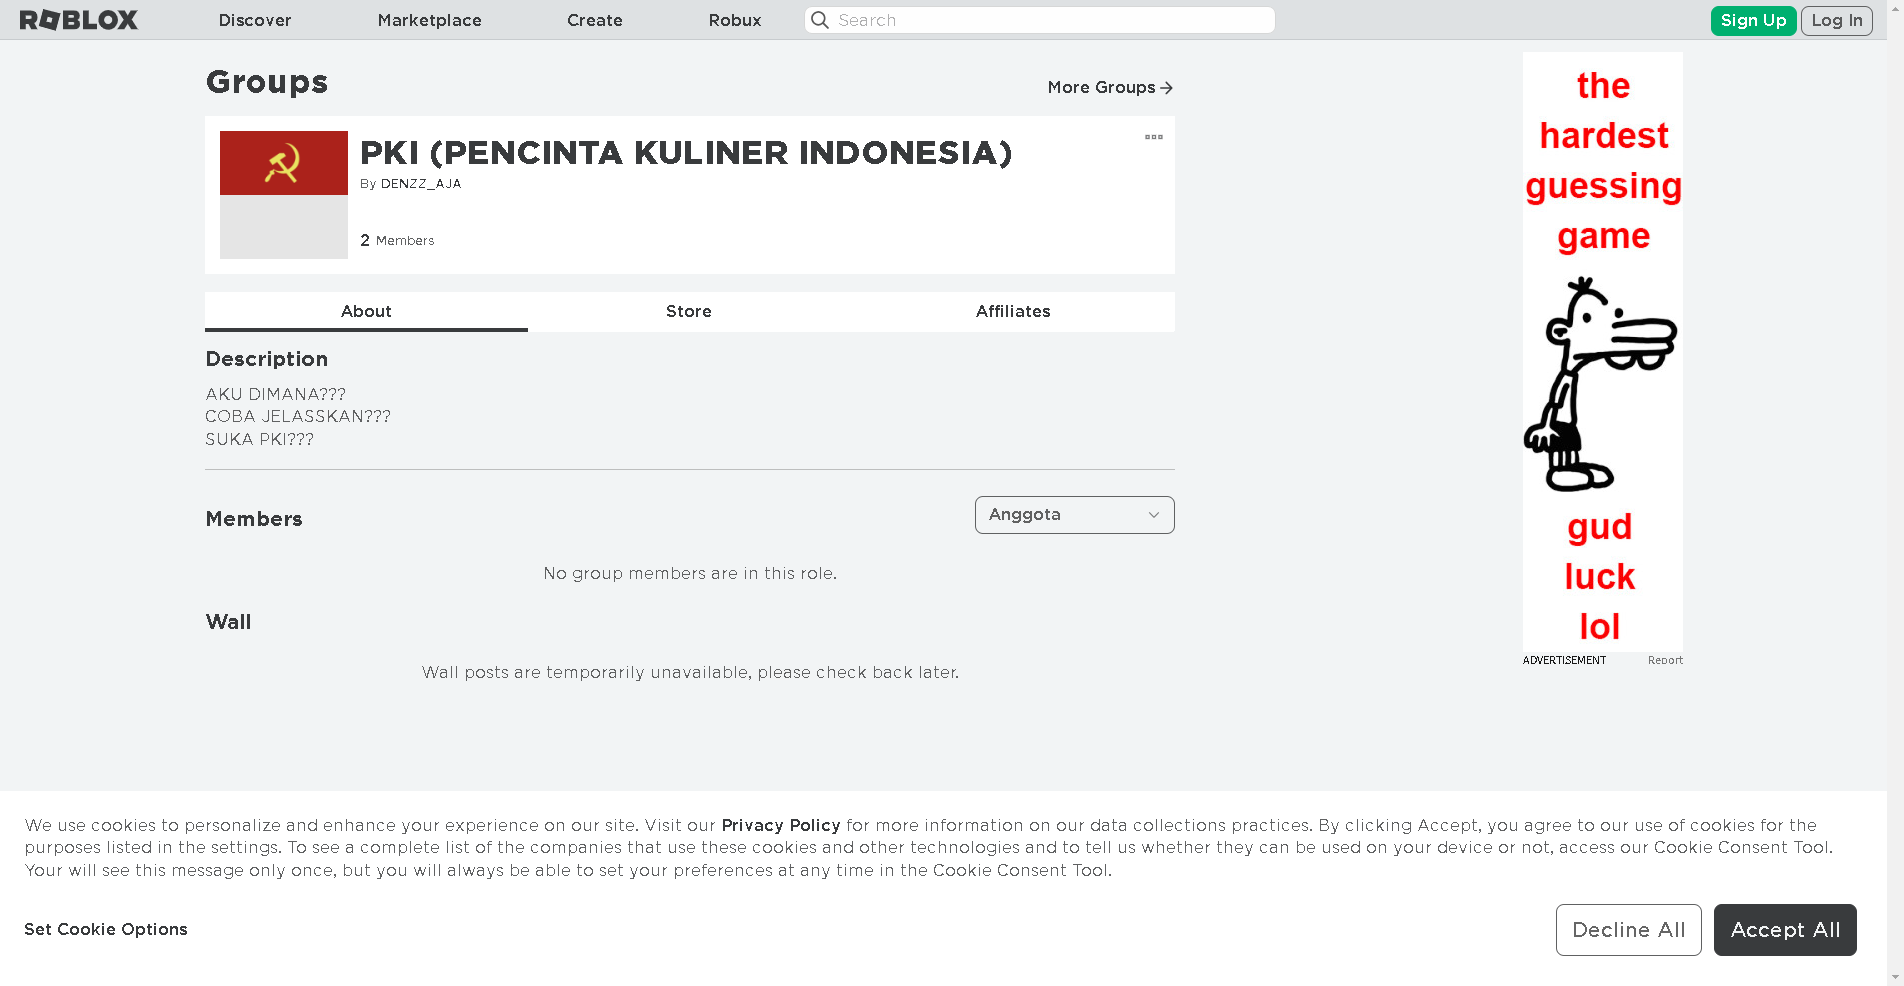 ROBLOX
Discover
Marketplace
Create
Robux
Search
Sign Up
Log In
Groups
More Groups
PKI (PENCINTA KULINER INDONESIA)
By DENZZ_AJA
2 Members
About
Store
Affiliates
Description
AKU DIMANA???
COBA JELASSKAN???
SUKA PKI???
Members
Anggota
No group members are in this role.
Wall
Wall posts are temporarily unavailable, please check back later.
the
hardest
guessing
game
gud
luck
lol
ADVERTISEMENT
Report
We use cookies to personalize and enhance your experience on our site. Visit our Privacy Policy for more information on our data collections practices. By clicking Accept, you agree to our use of cookies for the
purposes listed in the settings. To see a complete list of the companies that use these cookies and other technologies and to tell us whether they can be used on your device or not, access our Cookie Consent Tool.
Your will see this message only once, but you will always be able to set your preferences at any time in the Cookie Consent Tool.
Set Cookie Options
Decline All
Accept All